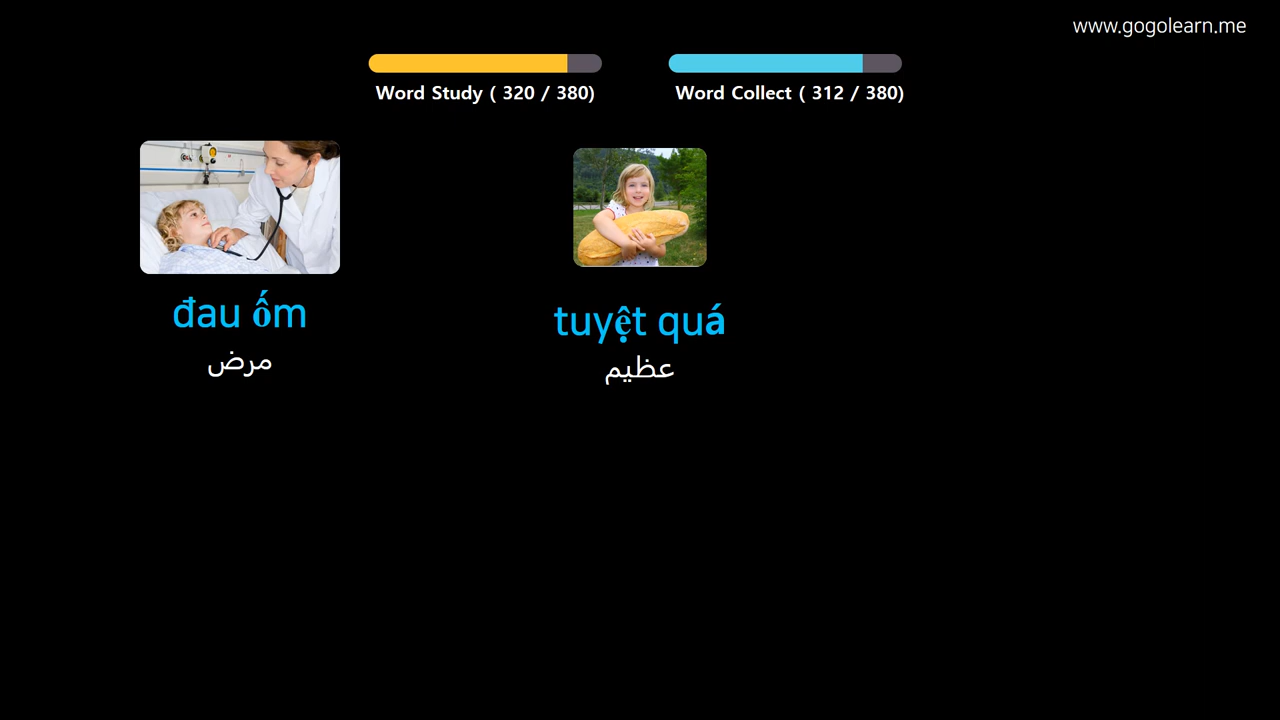 www.gogolearn.me
Word Study ( 320 / 380)
Word Collect ( 312 / 380)
đau ốm
مرض
tuyệt quá
عظيم